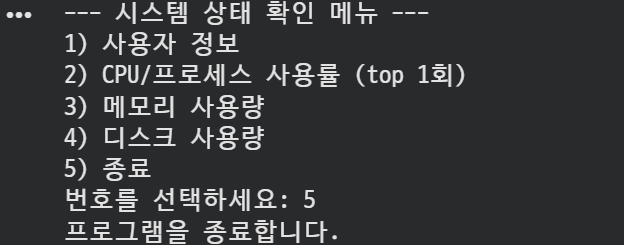 ••• --- 시스템 상태 확인 메뉴 ---
1) 사용자 정보
2) CPU/프로세스 사용률 (top 1회)
3) 메모리 사용량
4) 디스크 사용량
5) 종료
번호를 선택하세요: 5
프로그램을 종료합니다.